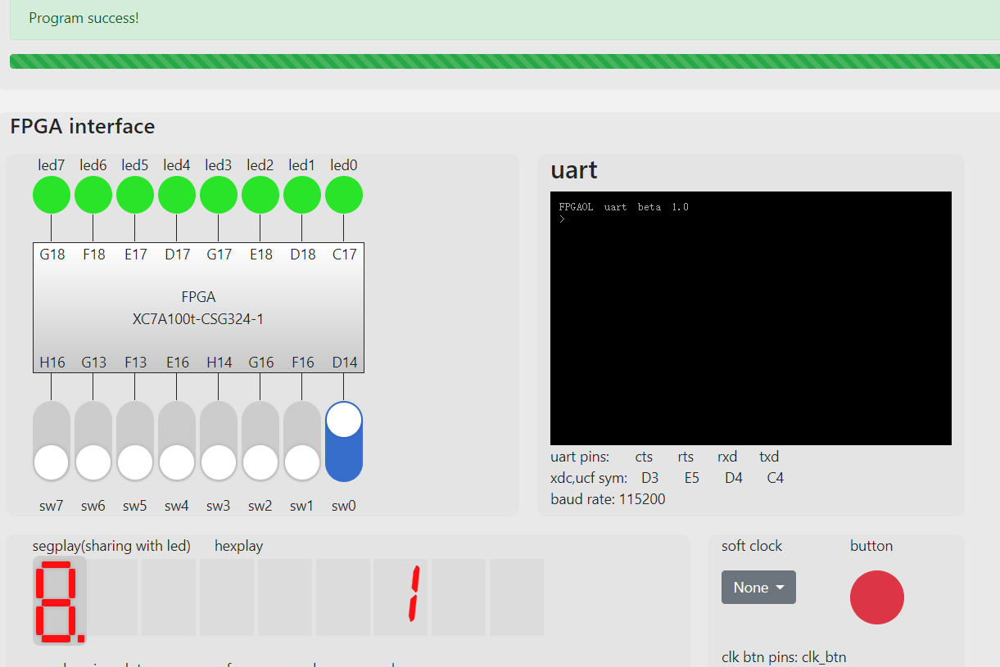 Program success!
FPGA interface
led7 led6 led5 led4 led3 led2 led1 led0
G18 F18 E17 D17 G17 E18 D18 C17
FPGA
XC7A100t-CSG324-1
H16 G13 F13 E16 H14 G16 F16 D14
sw7 sw6 sw5 sw4 sw3 sw2 sw1 sw0
uart
FPGAOL uart beta 1.0
>
uart pins: cts rts rxd txd
xdc,ucf sym: D3 E5 D4 C4
baud rate: 115200
segplay(sharing with led) hexplay
8. 1
soft clock button
None
clk btn pins: clk_btn